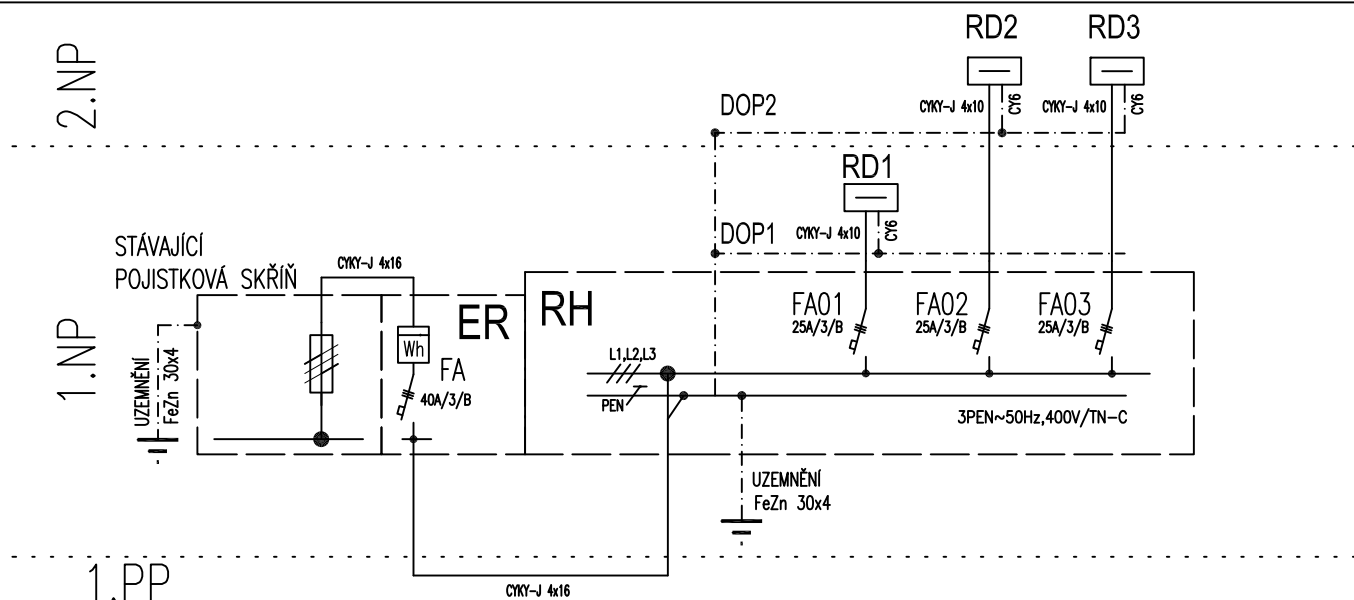 2.NP
RD2
RD3
CYKY-J 4x10
CY6
CYKY-J 4x10
CY6
DOP2
RD1
CYKY-J 4x10
CY6
DOP1
1.NP
STÁVAJÍCÍ
POJISTKOVÁ SKŘÍŇ
CYKY-J 4x16
UZEMNĚNÍ
FeZn 30x4
ER
Wh
FA
40A/3/B
RH
FA01
25A/3/B
FA02
25A/3/B
FA03
25A/3/B
L1,L2,L3
PEN
3PEN~50Hz,400V/TN-C
UZEMNĚNÍ
FeZn 30x4
1.PP
CYKY-J 4x16